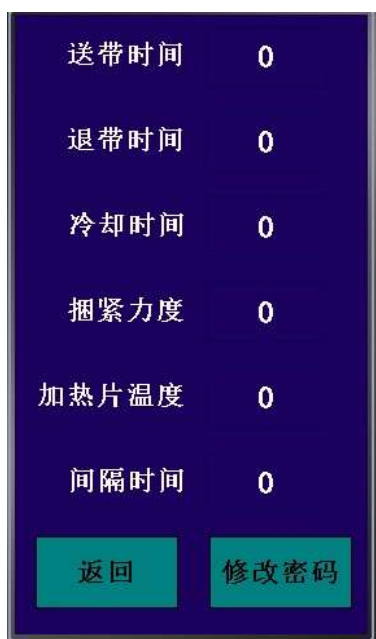 送带时间 0
退带时间 0
冷却时间 0
捆紧力度 0
加热片温度 0
间隔时间 0
返回 修改密码